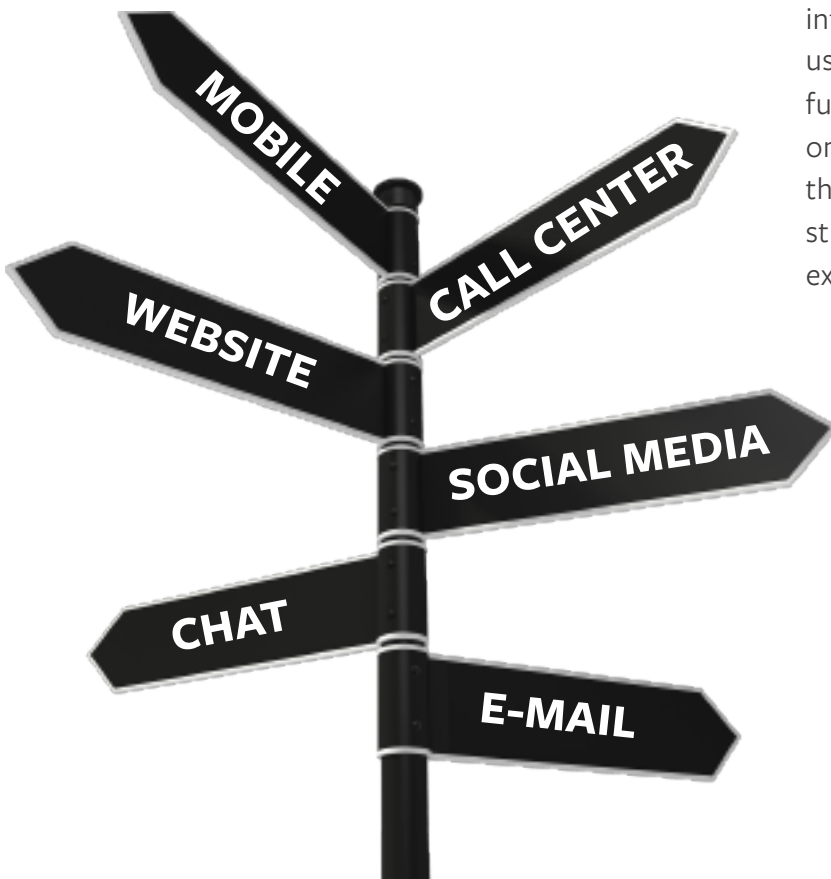 MOBILE
CALL CENTER
WEBSITE
SOCIAL MEDIA
CHAT
E-MAIL